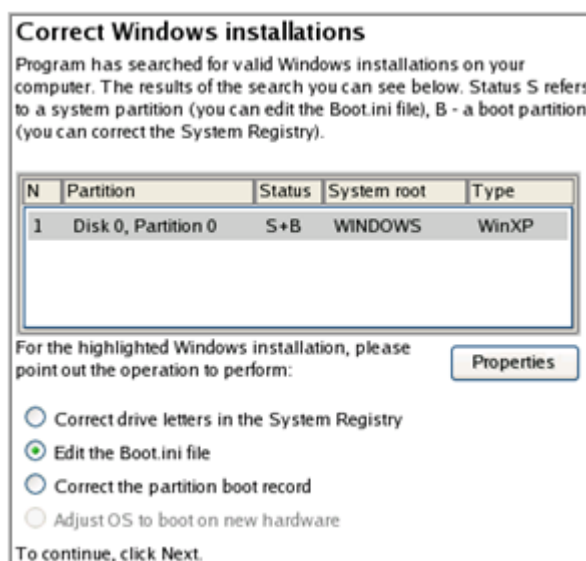 Correct Windows installations
Program has searched for valid Windows installations on your
computer. The results of the search you can see below. Status S refers
to a system partition (you can edit the Boot.ini file), B - a boot partition
(you can correct the System Registry).
N Partition Status System root Type
1 Disk 0, Partition 0 S+B WINDOWS WinXP
For the highlighted Windows installation, please
point out the operation to perform:
Properties
Correct drive letters in the System Registry
Edit the Boot.ini file
Correct the partition boot record
Adjust OS to boot on new hardware
To continue, click Next.